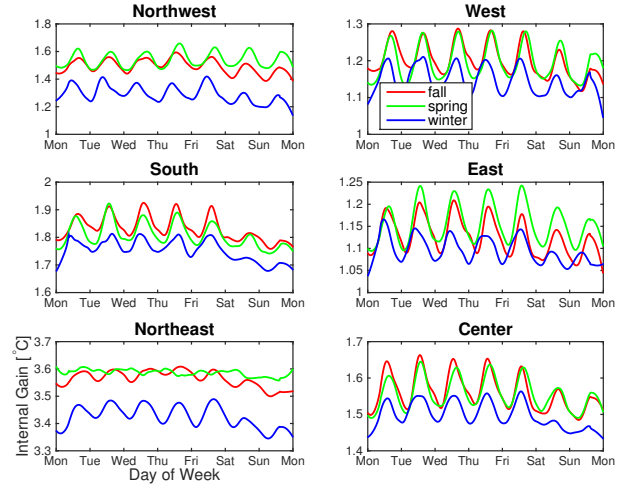 Northwest
1.8
1.6
1.4
1.2
1
Mon Tue Wed Thu Fri Sat Sun Mon
West
1.3
1.2
1.1
1
Mon Tue Wed Thu Fri Sat Sun Mon
fall
spring
winter
South
2
1.9
1.8
1.7
1.6
Mon Tue Wed Thu Fri Sat Sun Mon
East
1.25
1.2
1.15
1.1
1.05
1
Mon Tue Wed Thu Fri Sat Sun Mon
Northeast
3.7
3.6
3.5
3.4
3.3
Mon Tue Wed Thu Fri Sat Sun Mon
Internal Gain [°C]
Day of Week
Center
1.7
1.6
1.5
1.4
Mon Tue Wed Thu Fri Sat Sun Mon